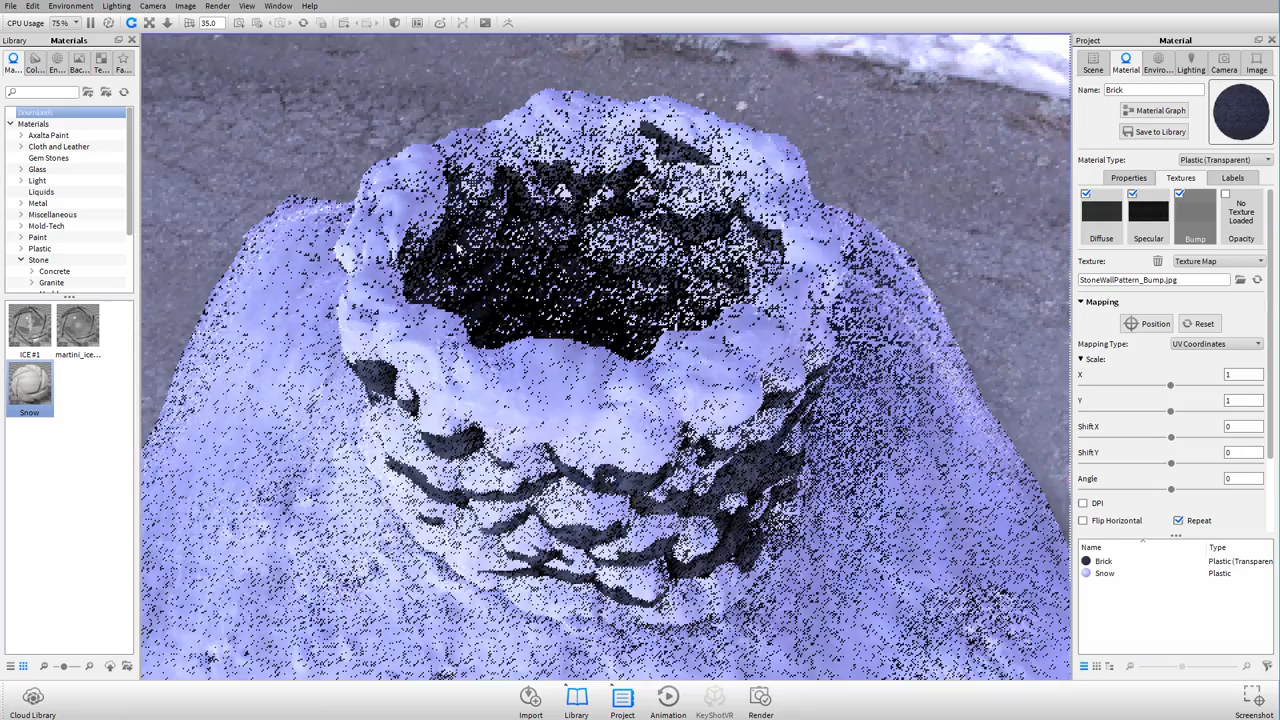 File Edit Environment Lighting Camera Image Render View Window Help
CPU Usage 75% 35.0
Library Materials
Ma... Col... En... Bac... Te... Fa...
Downloads
Materials
Axalta Paint
Cloth and Leather
Gem Stones
Glass
Light
Liquids
Metal
Miscellaneous
Mold-Tech
Paint
Plastic
Stone
Concrete
Granite
ICE #1 martini_ice...
Snow
Cloud Library
Import Library Project Animation KeyShotVR Render Screenshot
Project Material
Scene Material Enviro... Lighting Camera Image
Name: Brick
Material Graph
Save to Library
Material Type: Plastic (Transparent)
Properties Textures Labels
No Texture Loaded
Diffuse Specular Bump Opacity
Texture: Texture Map
StoneWallPattern_Bump.jpg
Mapping
Position Reset
Mapping Type: UV Coordinates
Scale:
X 1
Y 1
Shift X 0
Shift Y 0
Angle 0
DPI
Flip Horizontal Repeat
Name Type
Brick Plastic (Transparen
Snow Plastic